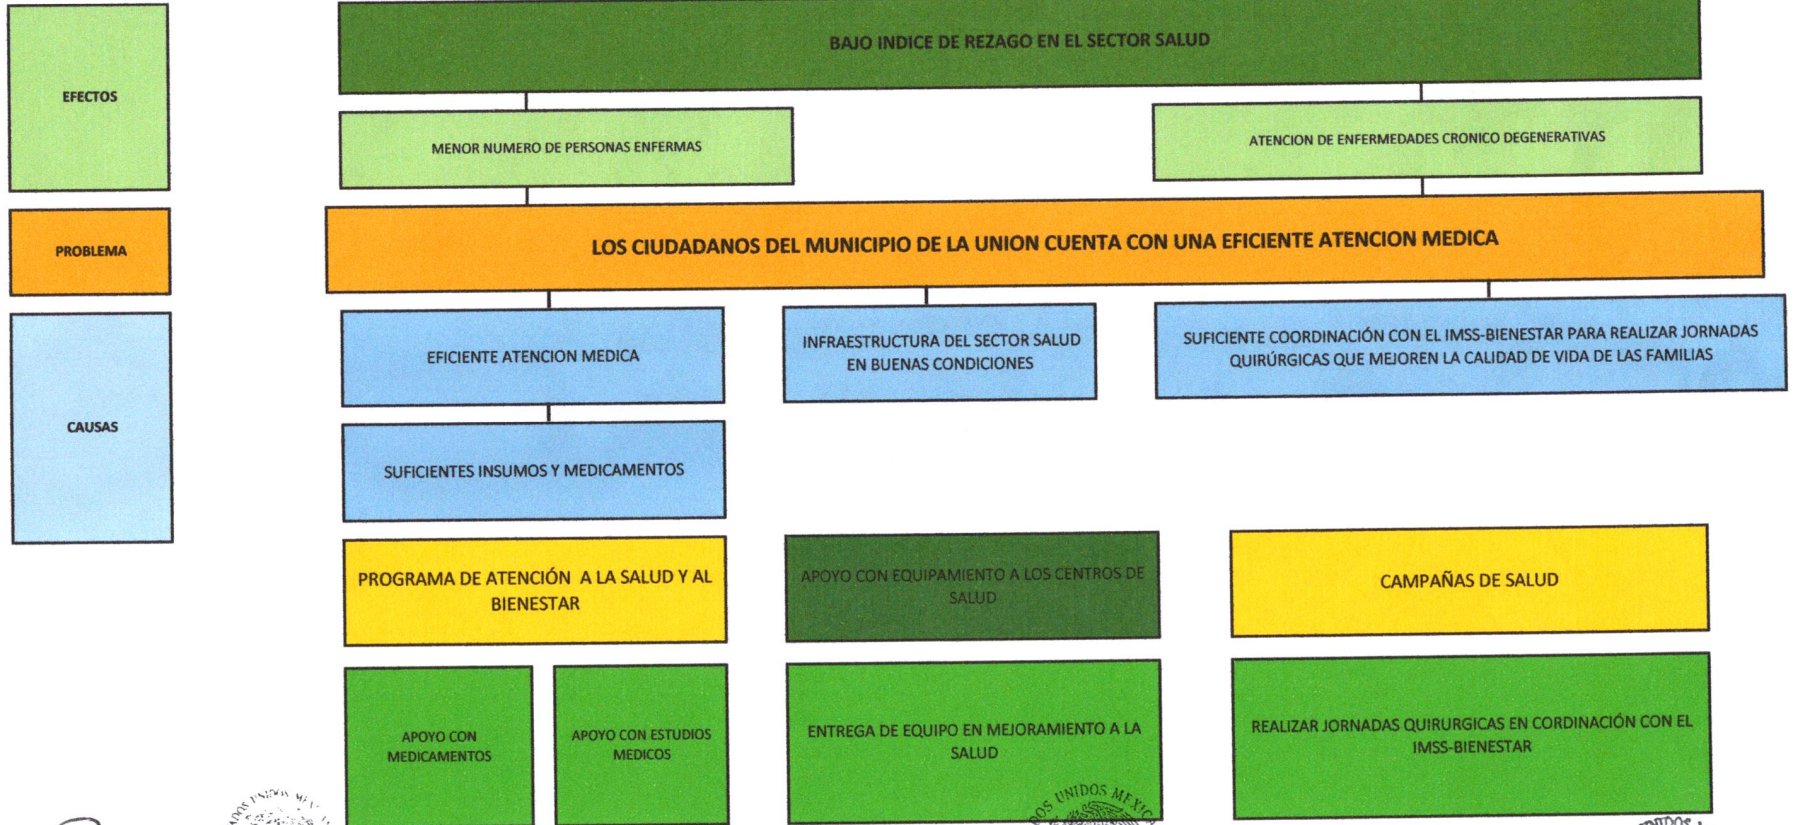 EFECTOS
BAJO INDICE DE REZAGO EN EL SECTOR SALUD
MENOR NUMERO DE PERSONAS ENFERMAS
ATENCION DE ENFERMEDADES CRONICO DEGENERATIVAS
PROBLEMA
LOS CIUDADANOS DEL MUNICIPIO DE LA UNION CUENTA CON UNA EFICIENTE ATENCION MEDICA
CAUSAS
EFICIENTE ATENCION MEDICA
INFRAESTRUCTURA DEL SECTOR SALUD
EN BUENAS CONDICIONES
SUFICIENTE COORDINACIÓN CON EL IMSS-BIENESTAR PARA REALIZAR JORNADAS
QUIRÚRGICAS QUE MEJOREN LA CALIDAD DE VIDA DE LAS FAMILIAS
SUFICIENTES INSUMOS Y MEDICAMENTOS
PROGRAMA DE ATENCIÓN A LA SALUD Y AL
BIENESTAR
APOYO CON EQUIPAMIENTO A LOS CENTROS DE
SALUD
CAMPAÑAS DE SALUD
APOYO CON
MEDICAMENTOS
APOYO CON ESTUDIOS
MEDICOS
ENTREGA DE EQUIPO EN MEJORAMIENTO A LA
SALUD
REALIZAR JORNADAS QUIRURGICAS EN CORDINACIÓN CON EL
IMSS-BIENESTAR
UNIDOS